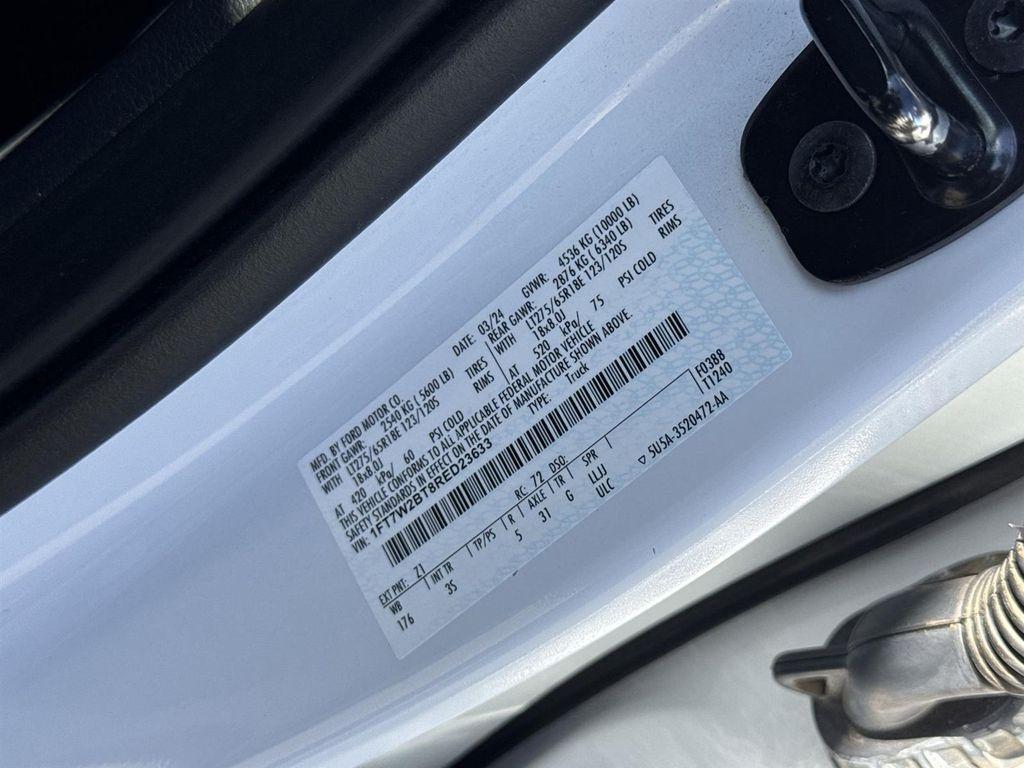 MFD. BY FORD MOTOR CO.
DATE: 03/24 GVWR: 4536 KG (10000 LB)
FRONT GAWR: 2540 KG ( 5600 LB) REAR GAWR: 2876 KG ( 6340 LB)
LT275/65R18E 123/120S TIRES WITH LT275/65R18E 123/120S TIRES
18x8.0J RIMS 18x8.0J RIMS
AT 420 kPa/ 60 PSI COLD AT 520 kPa/ 75 PSI COLD
THIS VEHICLE CONFORMS TO ALL APPLICABLE FEDERAL MOTOR VEHICLE
SAFETY STANDARDS IN EFFECT ON THE DATE OF MANUFACTURE SHOWN ABOVE.
VIN: 1FT7W2BT8RED23633 TYPE: Truck
F0388
T1240
EXT PNT: Z1 RC: 72 DSO:
WB INT TR TP/PS R AXLE TR SPR
176 3S 5 31 G LLJJ
ULC
▽ 5U5A-3520472-AA